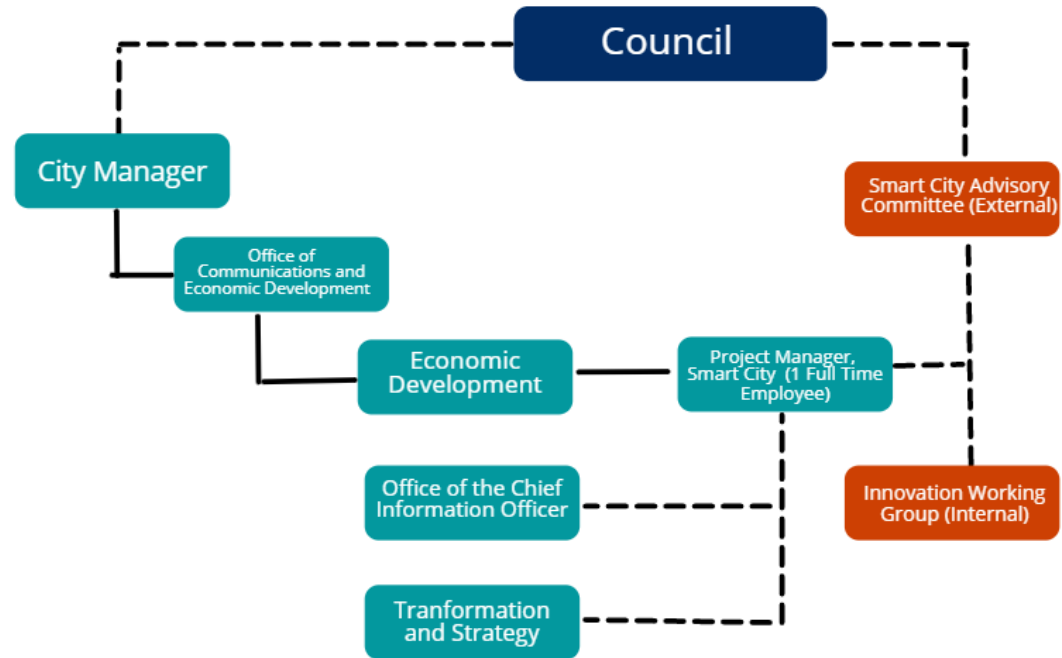 Council
City Manager
Smart City Advisory
Committee (External)
Office of
Communications and
Economic Development
Economic
Development
Project Manager,
Smart City (1 Full Time
Employee)
Office of the Chief
Information Officer
Innovation Working
Group (Internal)
Tranformation
and Strategy